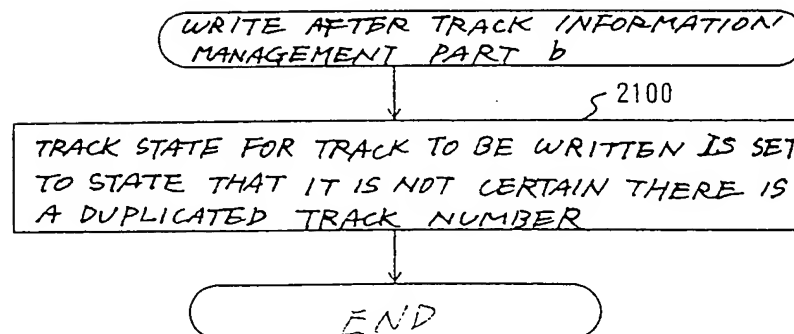 WRITE AFTER TRACK INFORMATION
MANAGEMENT PART b
2100
TRACK STATE FOR TRACK TO BE WRITTEN IS SET
TO STATE THAT IT IS NOT CERTAIN THERE IS
A DUPLICATED TRACK NUMBER
END